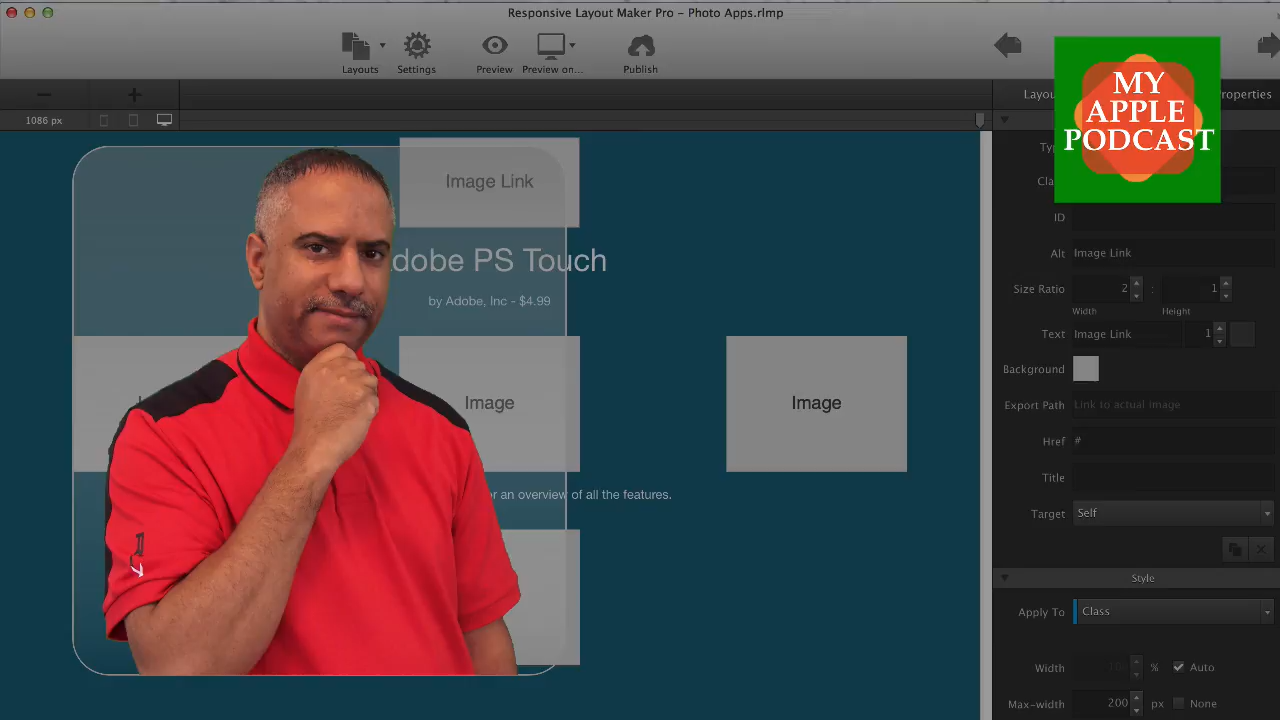 Responsive Layout Maker Pro – Photo Apps.rlmp
Layouts
Settings
Preview
Preview on...
Publish
MY
APPLE
PODCAST
1086 px
Image Link
dobe PS Touch
by Adobe, Inc - $4.99
Image
Image
or an overview of all the features.
roperties
ID
Alt Image Link
Size Ratio 2 : 1
Width Height
Text Image Link 1
Background
Export Path Link to actual image
Href #
Title
Target Self
Style
Apply To Class
Width % Auto
Max-width 200 px None